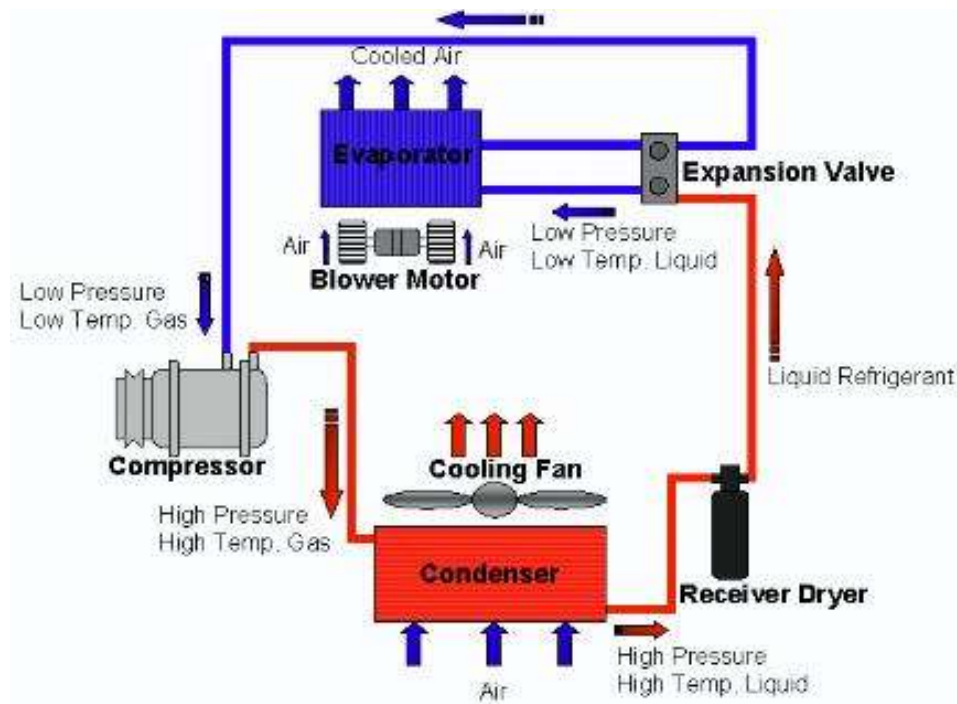 Cooled Air
Evaporator
Expansion Valve
Air
Air
Blower Motor
Low Pressure
Low Temp. Liquid
Low Pressure
Low Temp. Gas
Liquid Refrigerant
Compressor
Cooling Fan
High Pressure
High Temp. Gas
Condenser
Receiver Dryer
High Pressure
High Temp. Liquid
Air